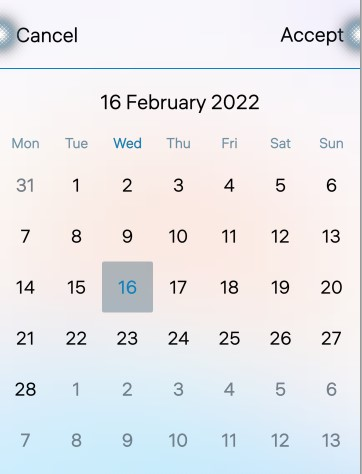 Cancel Accept
16 February 2022
Mon Tue Wed Thu Fri Sat Sun
31 1 2 3 4 5 6
7 8 9 10 11 12 13
14 15 16 17 18 19 20
21 22 23 24 25 26 27
28 1 2 3 4 5 6
7 8 9 10 11 12 13